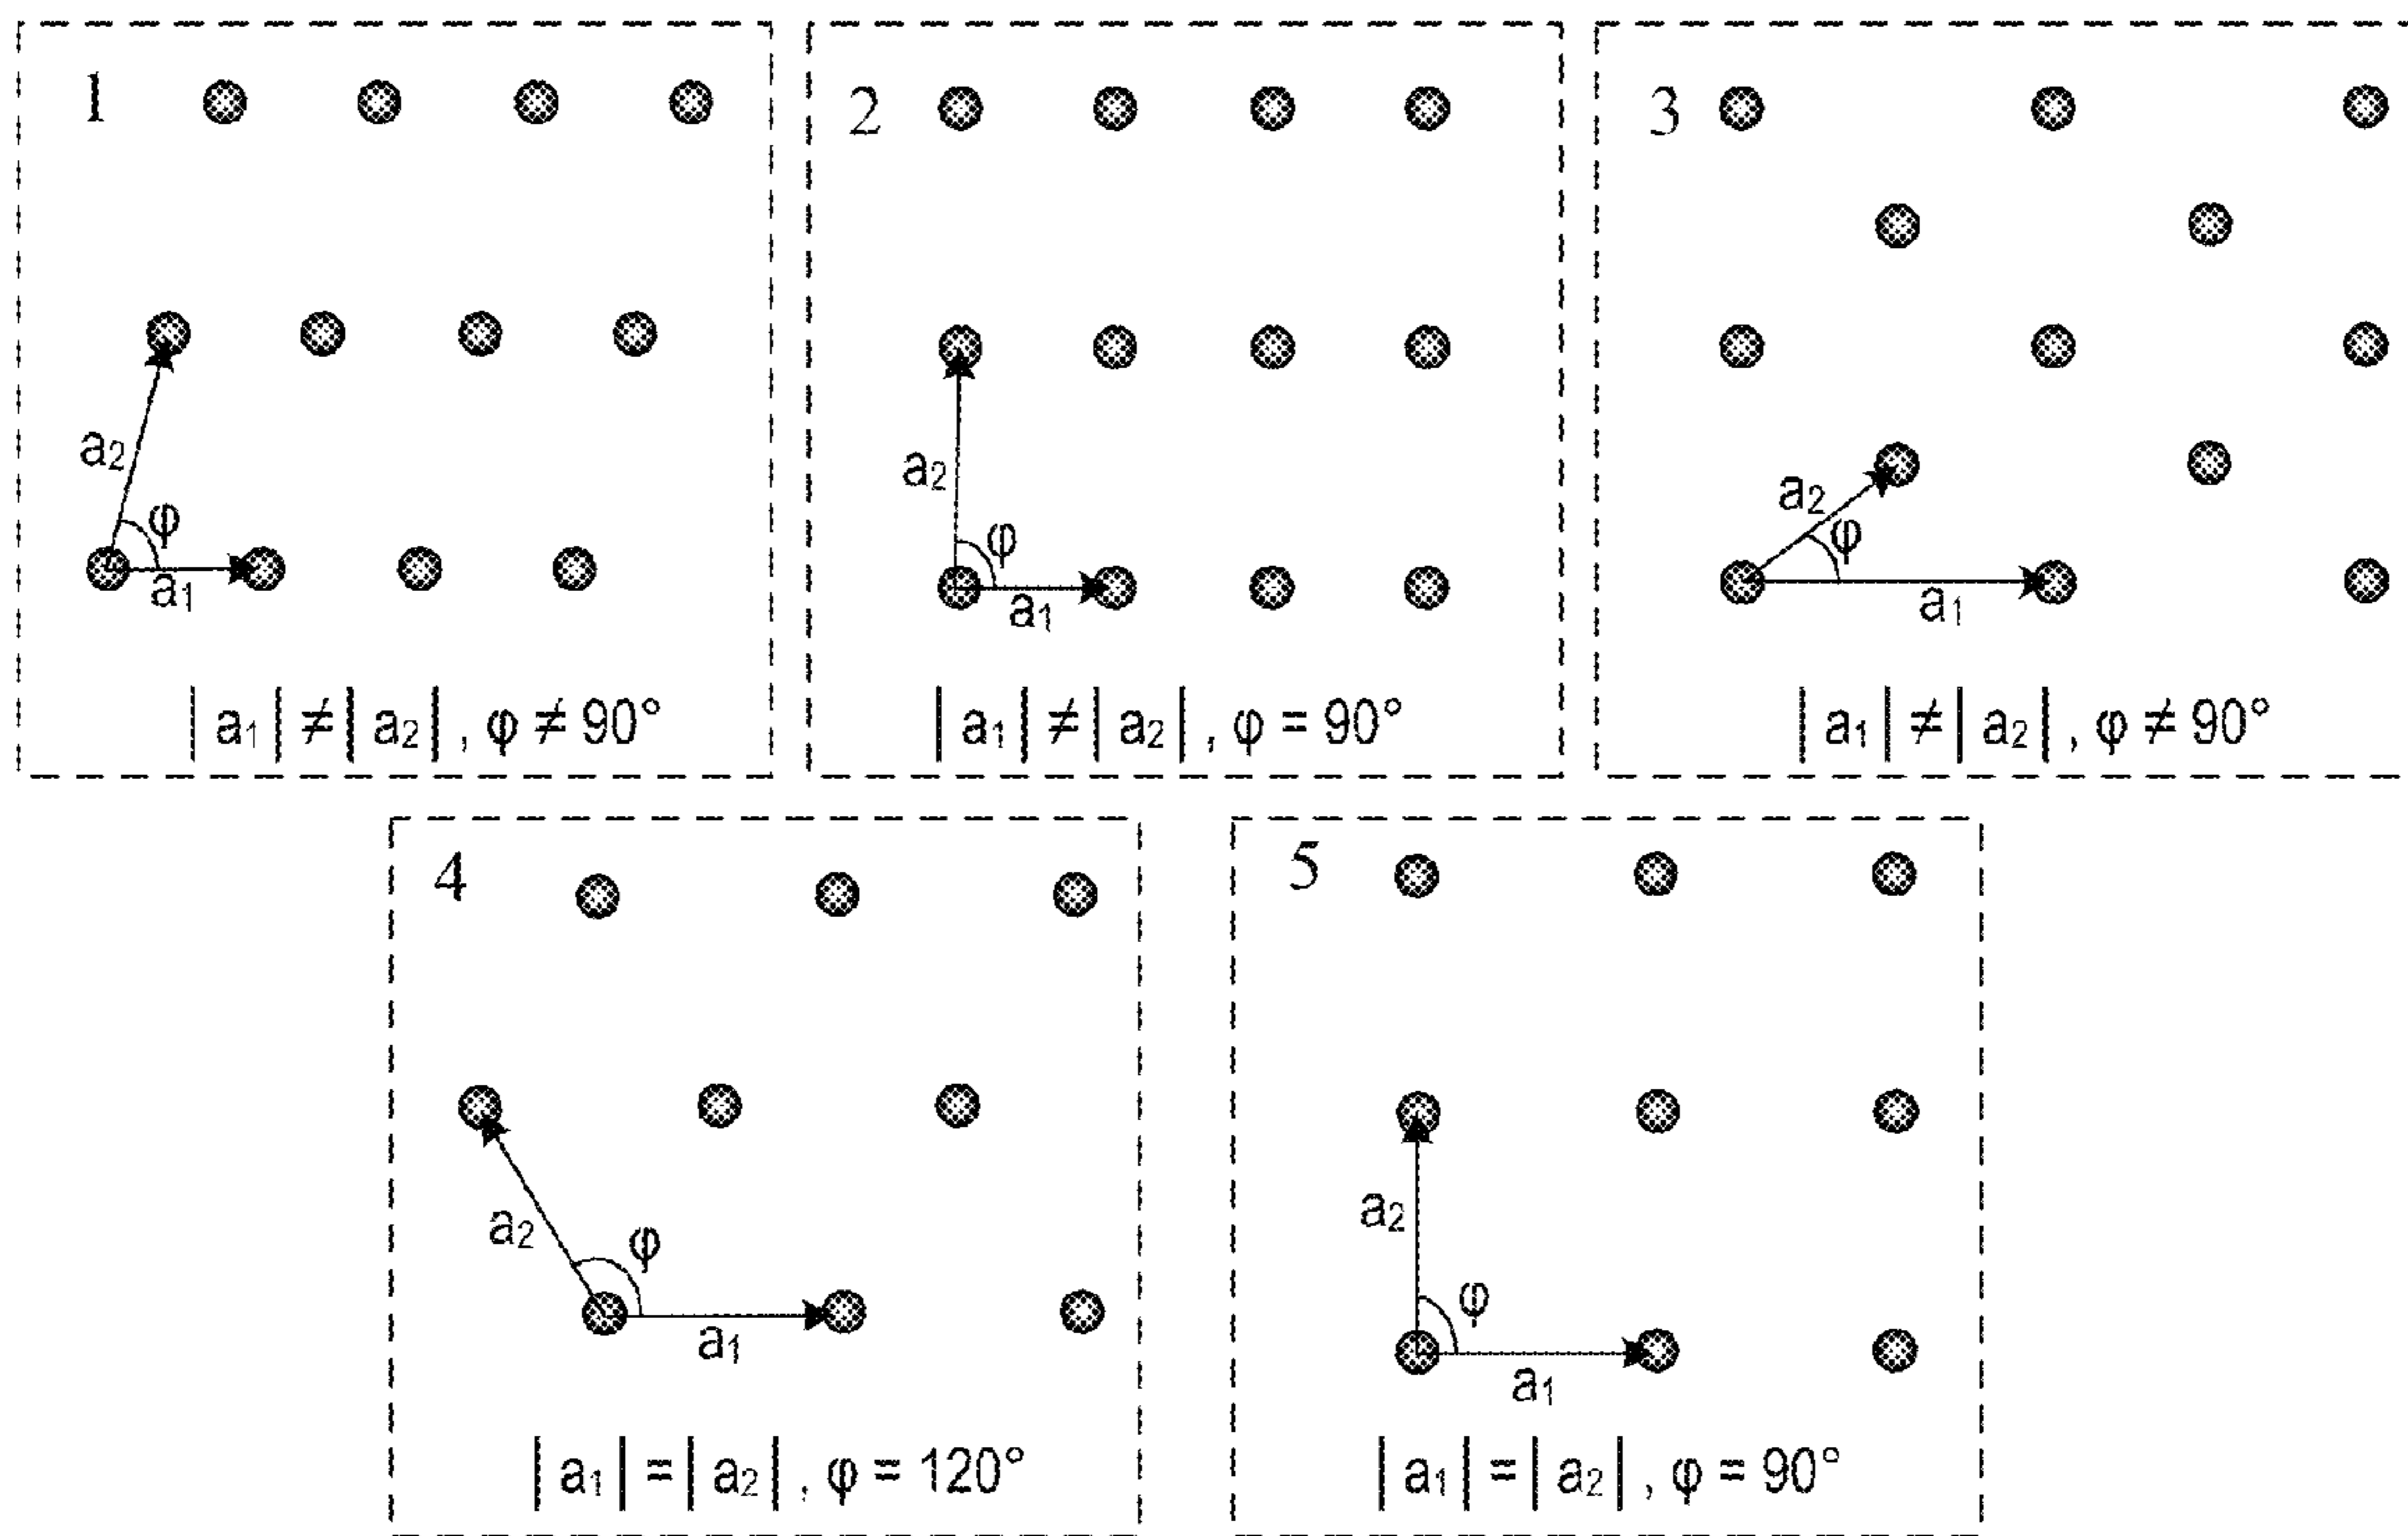 1
a₂
φ
a₁
|a₁| ≠ |a₂| , φ ≠ 90°
2
a₂
φ
a₁
|a₁| ≠ |a₂| , φ = 90°
3
a₂
φ
a₁
|a₁| ≠ |a₂| , φ ≠ 90°
4
a₂
φ
a₁
|a₁| = |a₂| , φ = 120°
5
a₂
φ
a₁
|a₁| = |a₂| , φ = 90°